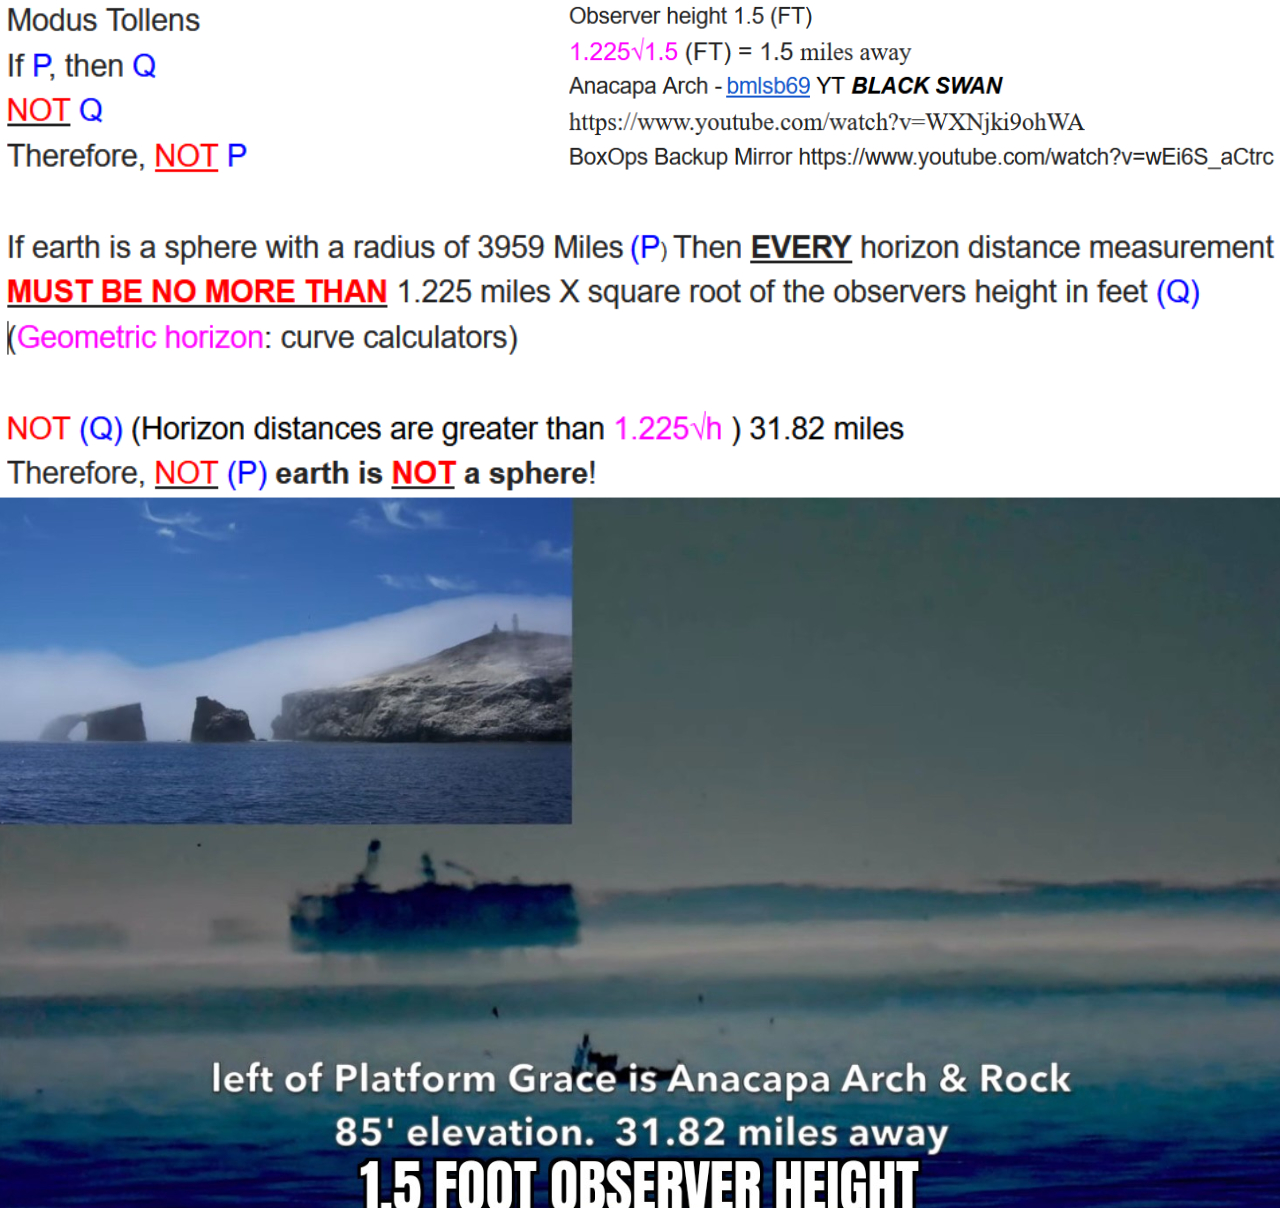 Modus Tollens
If P, then Q
NOT Q
Therefore, NOT P
Observer height 1.5 (FT)
1.225√1.5 (FT) = 1.5 miles away
Anacapa Arch - bmlsb69 YT BLACK SWAN
https://www.youtube.com/watch?v=WXNjki9ohWA
BoxOps Backup Mirror https://www.youtube.com/watch?v=wEi6S_aCtrc
If earth is a sphere with a radius of 3959 Miles (P) Then EVERY horizon distance measurement
MUST BE NO MORE THAN 1.225 miles X square root of the observers height in feet (Q)
(Geometric horizon: curve calculators)
NOT (Q) (Horizon distances are greater than 1.225√h ) 31.82 miles
Therefore, NOT (P) earth is NOT a sphere!
left of Platform Grace is Anacapa Arch & Rock
85' elevation. 31.82 miles away
1.5 FOOT OBSERVER HEIGHT